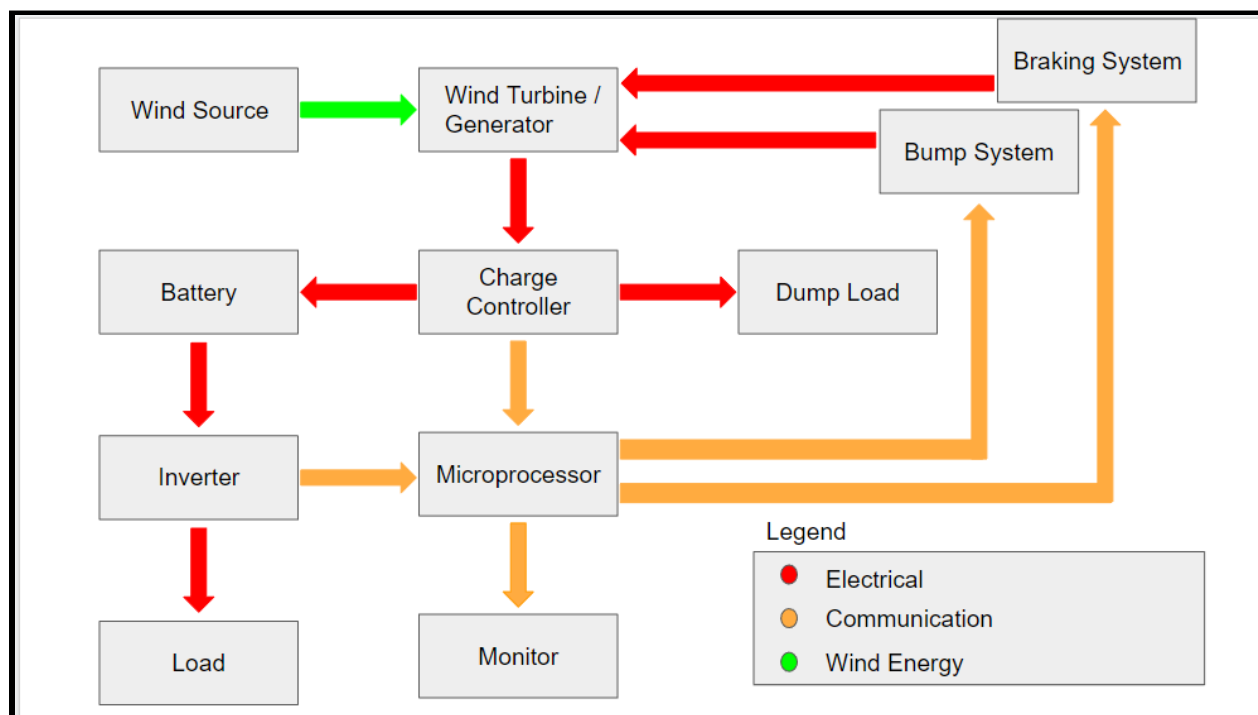 Braking System
Wind Source
Wind Turbine /
Generator
Bump System
Battery
Charge
Controller
Dump Load
Inverter
Microprocessor
Legend
Electrical
Communication
Wind Energy
Load
Monitor